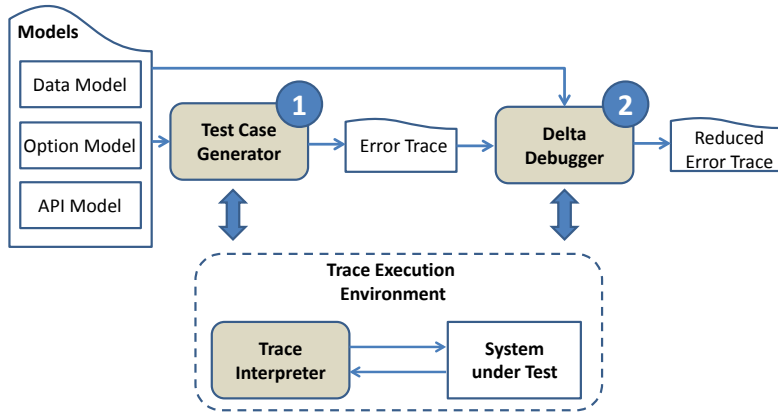 Models
Data Model
Option Model
API Model
1
Test Case
Generator
Error Trace
2
Delta
Debugger
Reduced
Error Trace
Trace Execution
Environment
Trace
Interpreter
System
under Test